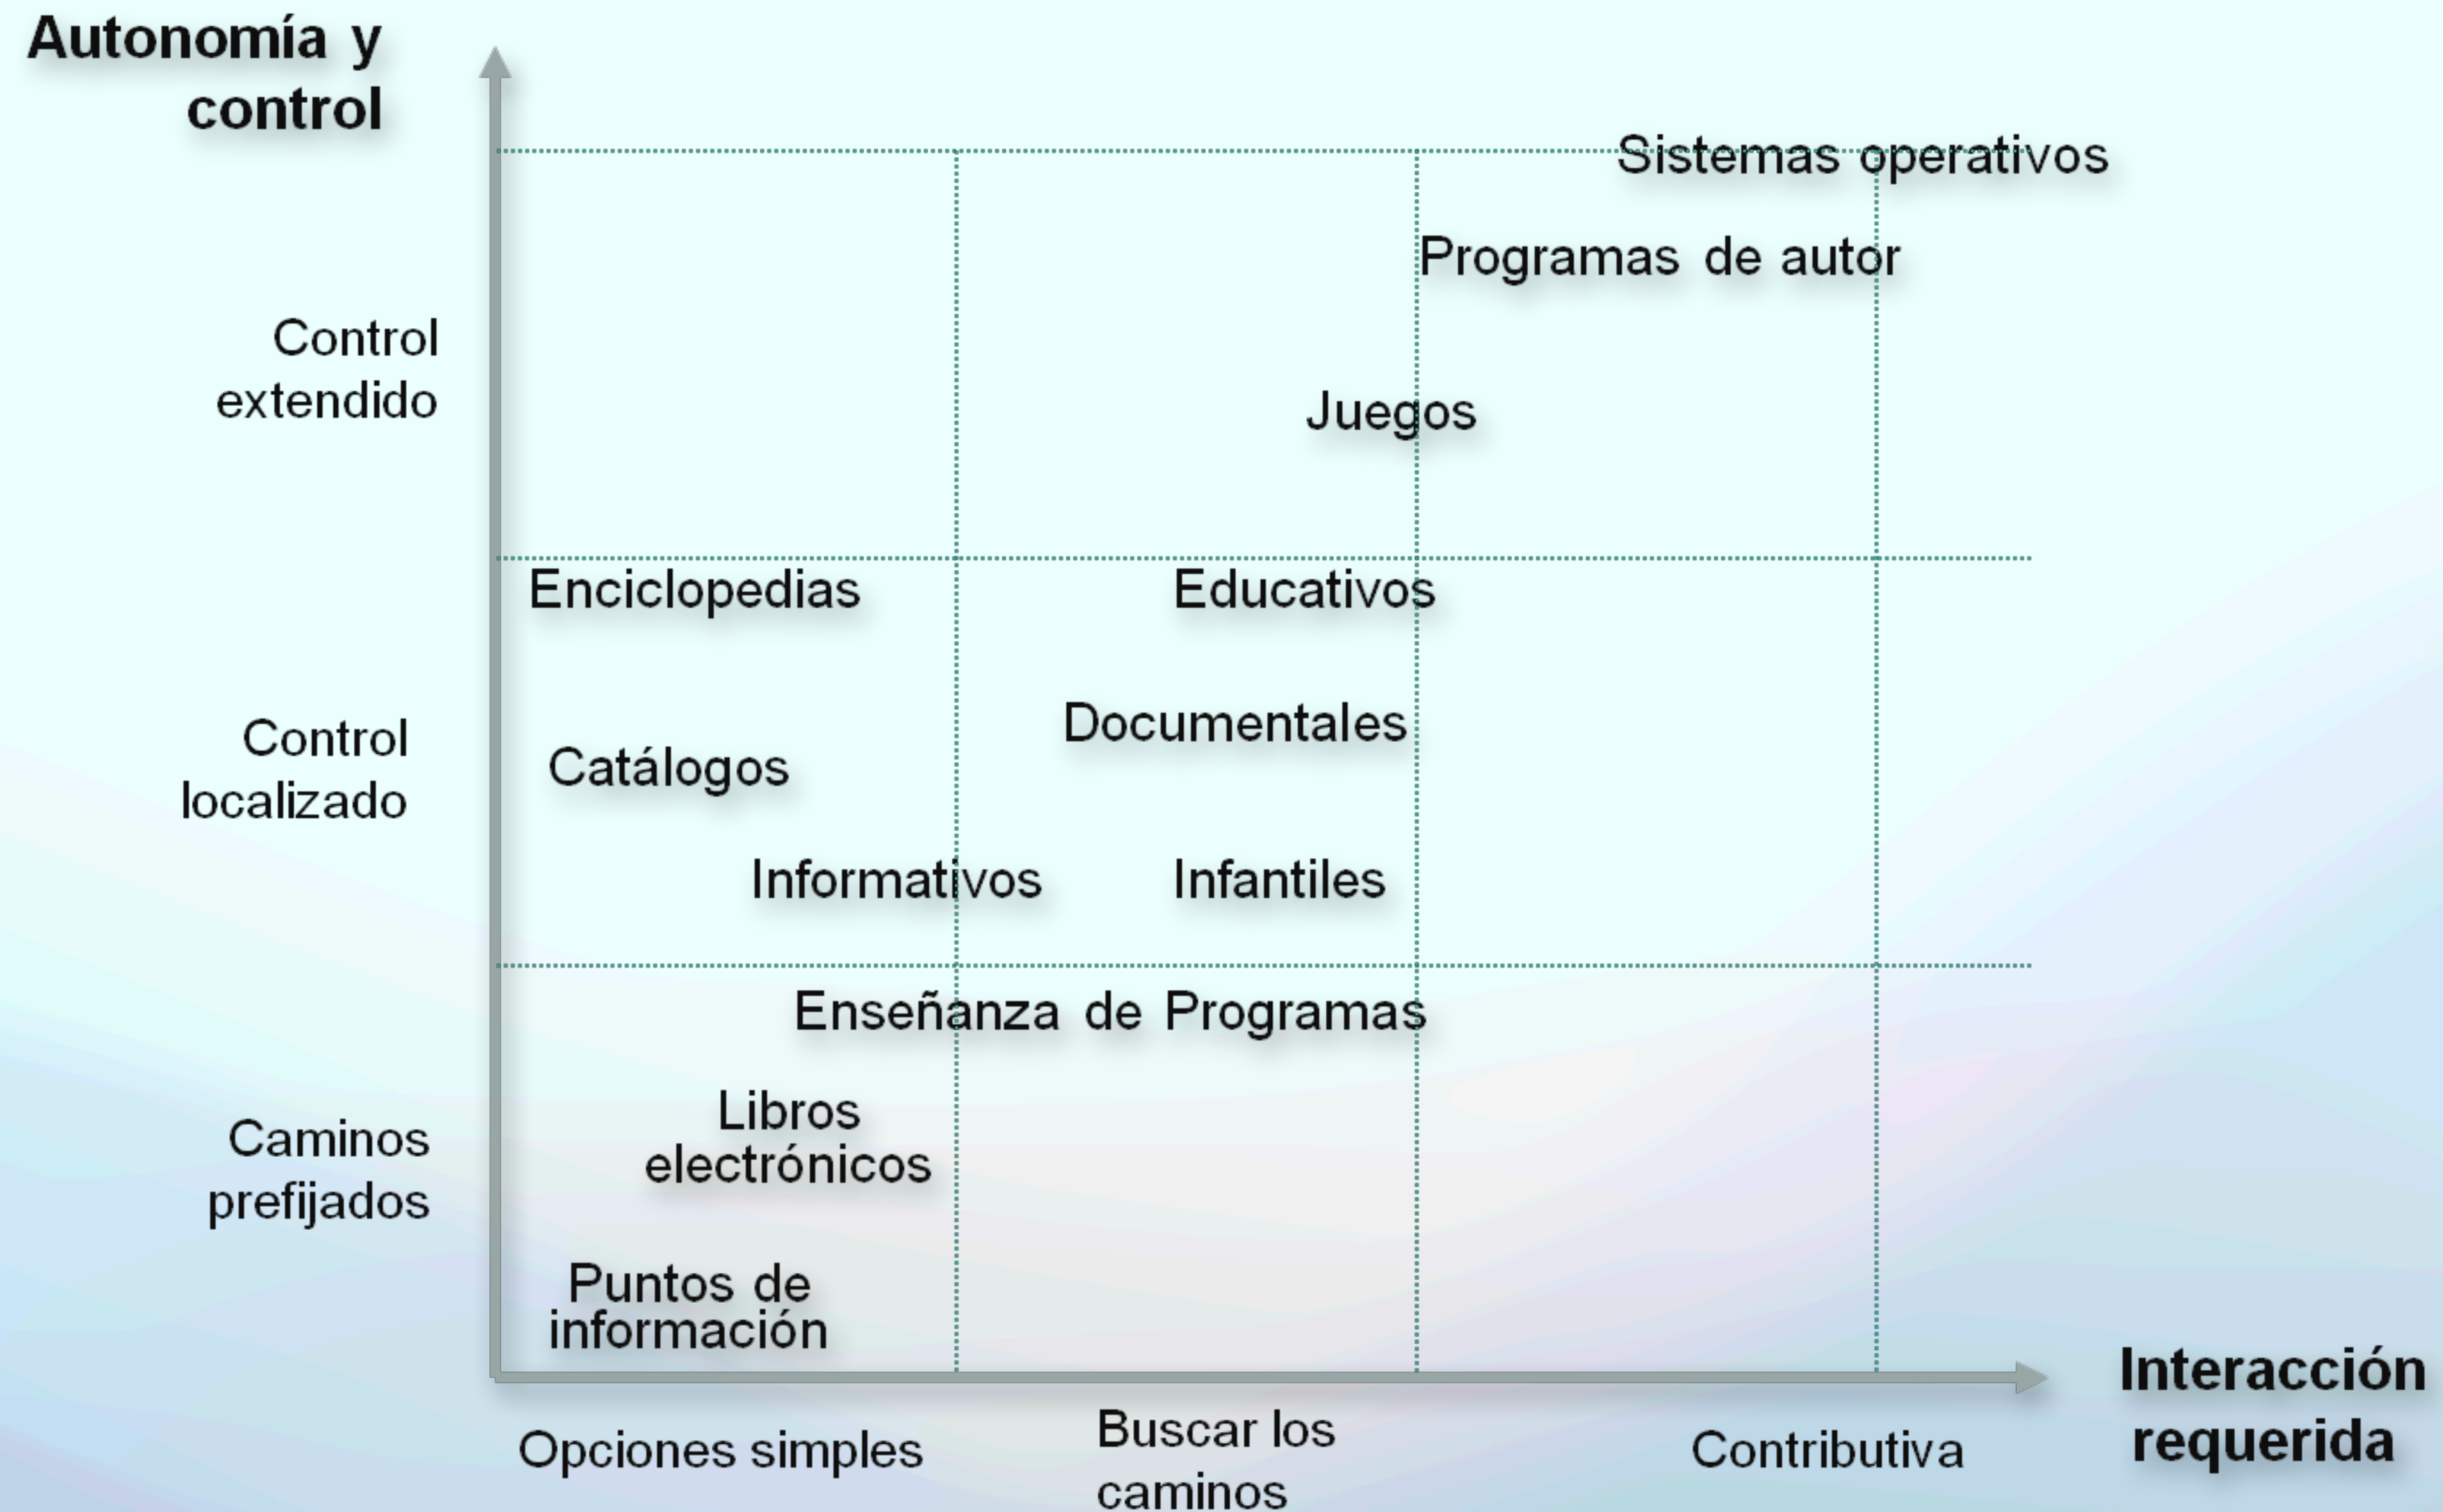 Autonomía y
control
Sistemas operativos
Programas de autor
Control
extendido
Juegos
Enciclopedias
Educativos
Documentales
Control
localizado
Catálogos
Informativos
Infantiles
Enseñanza de Programas
Libros
electrónicos
Caminos
prefijados
Puntos de
información
Interacción
requerida
Opciones simples
Buscar los
caminos
Contributiva